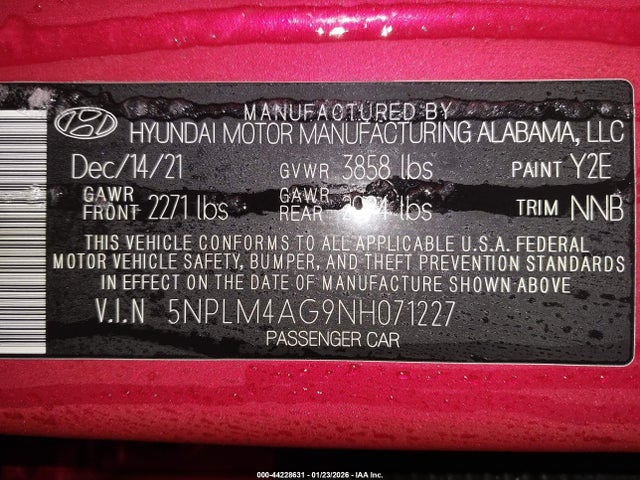 MANUFACTURED BY
HYUNDAI MOTOR MANUFACTURING ALABAMA, LLC
Dec/14/21 GVWR 3858 lbs PAINT Y2E
GAWR FRONT 2271 lbs GAWR REAR lbs TRIM NNB
THIS VEHICLE CONFORMS TO ALL APPLICABLE U.S.A. FEDERAL
MOTOR VEHICLE SAFETY, BUMPER, AND THEFT PREVENTION STANDARDS
IN EFFECT ON THE DATE OF MANUFACTURE SHOWN ABOVE
V.I.N 5NPLM4AG9NH071227
PASSENGER CAR
000-44228631 - 01/23/2026 - IAA Inc.